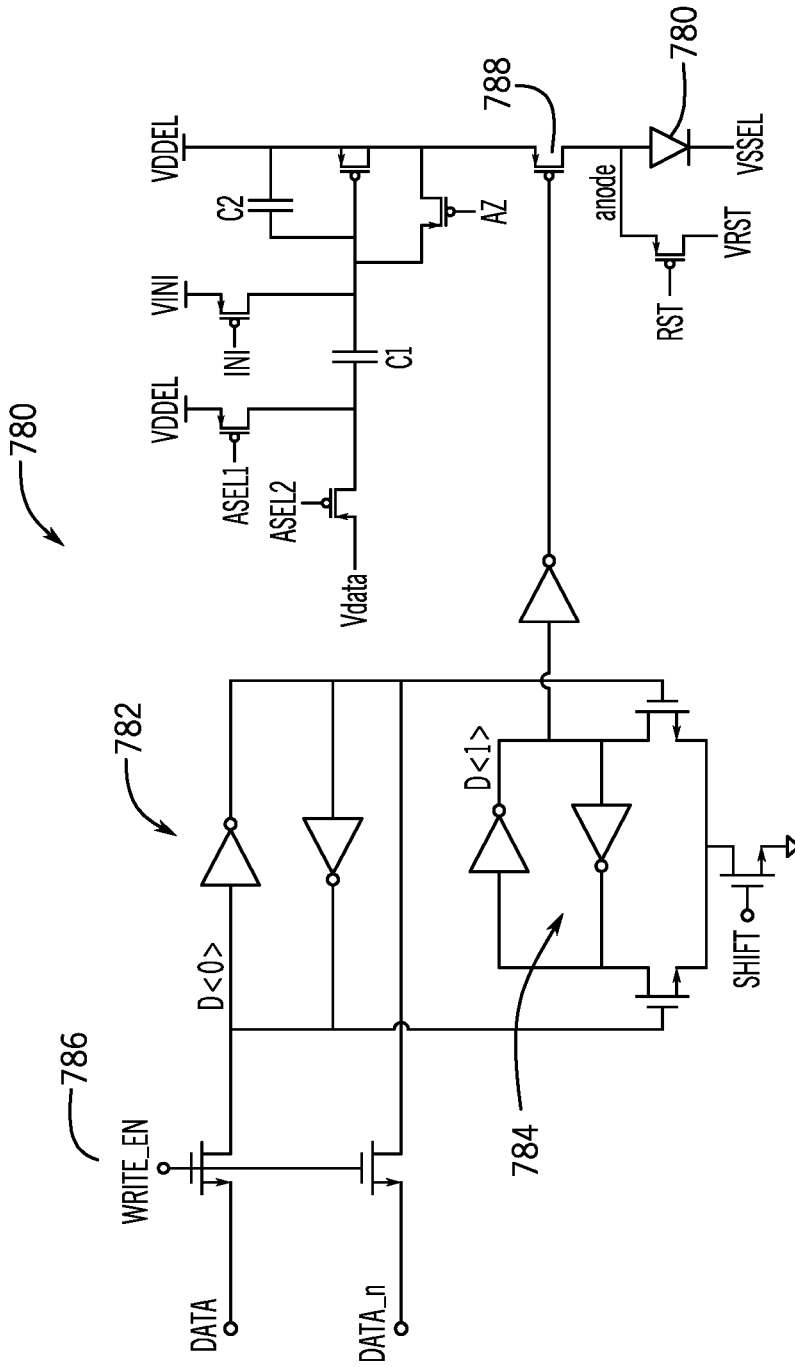 780
VDDEL
VINI
VDDEL
C2
INI
ASEL1
ASEL2
Vdata
C1
AZ
788
anode
780
RST
VRST
VSSEL
786
WRITE_EN
782
DATA
D<0>
DATA_n
D<1>
784
SHIFT